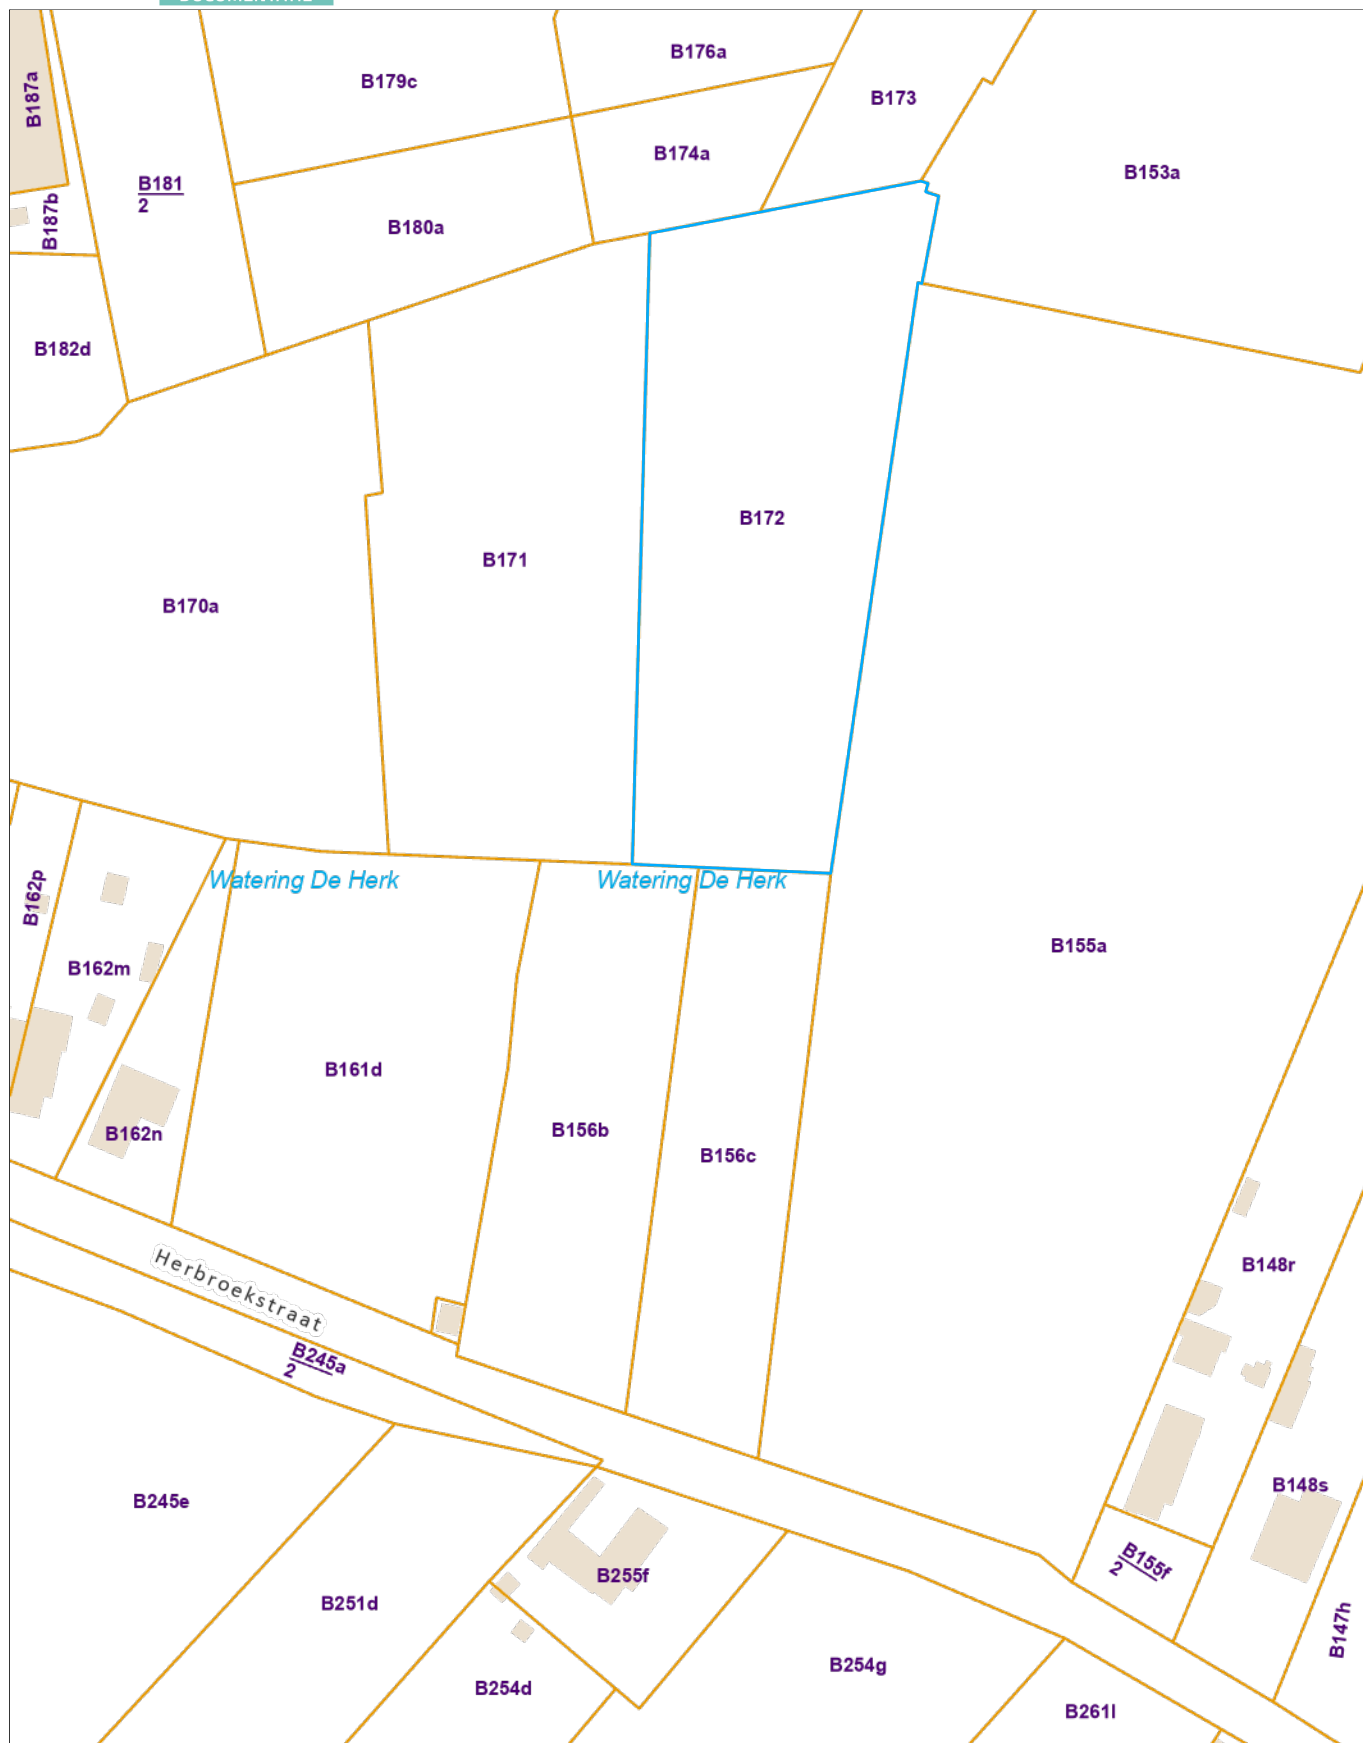 B176a
B179c
B187a
B173
B174a
B153a
B181
2
B187b
B180a
B182d
B172
B171
B170a
Watering De Herk
Watering De Herk
B162p
B155a
B162m
B161d
B156b
B162n
B156c
B148r
Herbroekstraat
B245a
2
B148s
B245e
B155f
2
B255f
B251d
B147h
B254g
B254d
B261l